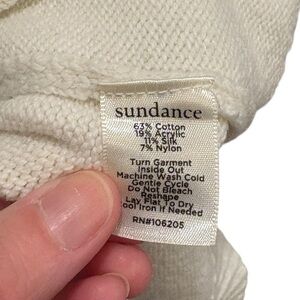 sundance
63% Cotton
19% Acrylic
11% Silk
7% Nylon
Turn Garment
Inside Out
Machine Wash Cold
Gentle Cycle
Do Not Bleach
Reshape
Lay Flat To Dry
Cool Iron If Needed
RN#106205